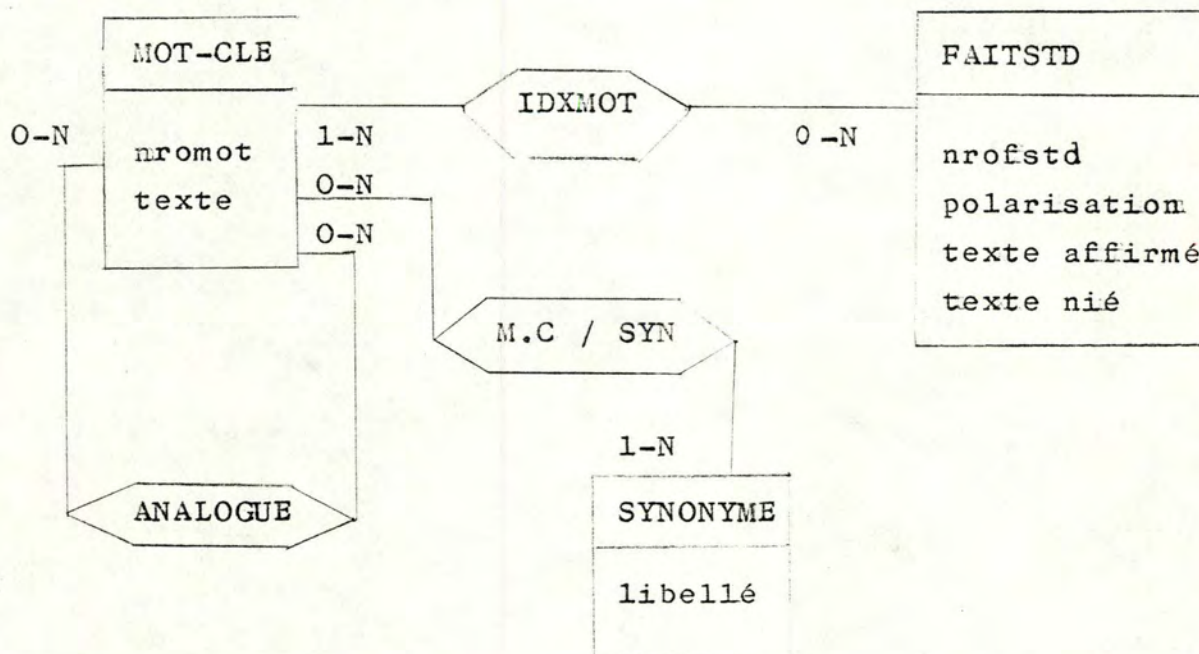 MOT-CLE
FAITSTD
IDXMOT
0-N
1-N
0-N
nromot
nrofstd
0-N
texte
polarisation
0-N
texte affirmé
texte nié
M.C / SYN
1-N
ANALOGUE
SYNONYME
libellé